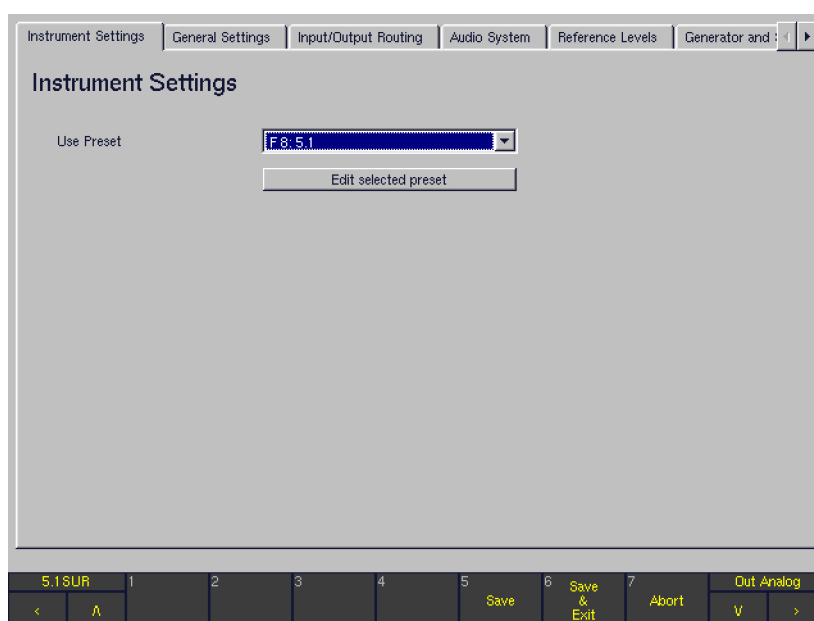 Instrument Settings General Settings Input/Output Routing Audio System Reference Levels Generator and
Instrument Settings
Use Preset F 8: 5.1
Edit selected preset
5.1SUR 1 2 3 4 5 6 7 Out Analog
Save Save & Exit Abort
< Λ V >